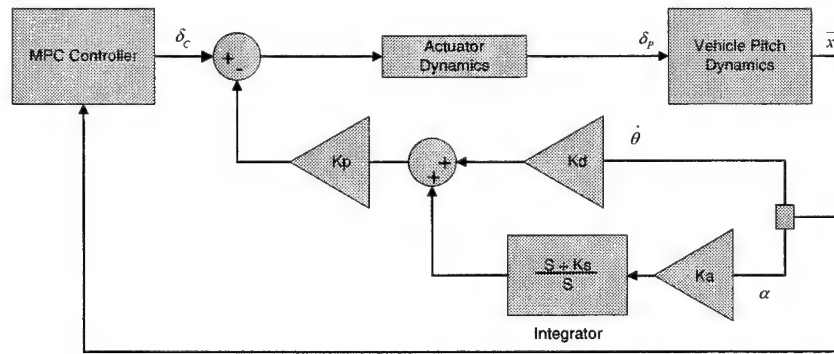 MPC Controller
δC
+
-
Actuator
Dynamics
δP
Vehicle Pitch
Dynamics
x̄
Kp
+
+
Kd
θ̇
S + Ks
S
Ka
α
Integrator